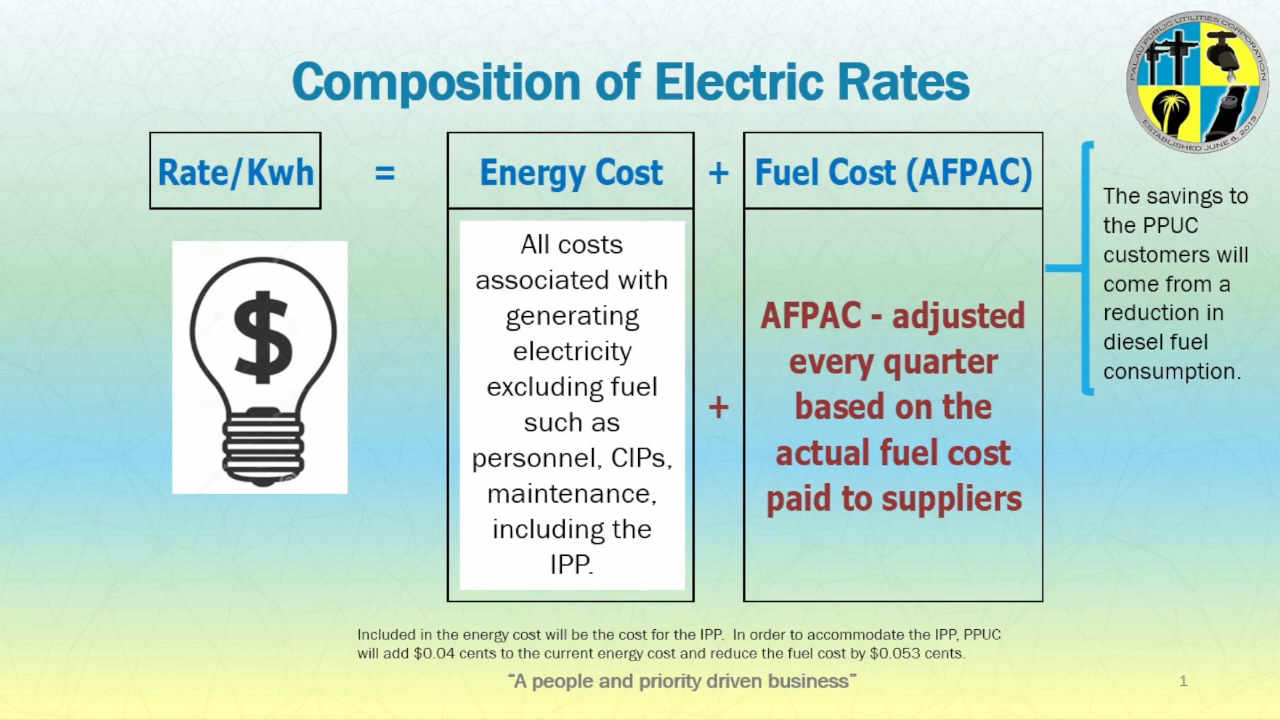 Composition of Electric Rates
PALAU PUBLIC UTILITIES CORPORATION
ESTABLISHED JUNE 6, 2013
Rate/Kwh = Energy Cost + Fuel Cost (AFPAC)
$
All costs
associated with
generating
electricity
excluding fuel
such as
personnel, CIPs,
maintenance,
including the
IPP.
+
AFPAC - adjusted
every quarter
based on the
actual fuel cost
paid to suppliers
The savings to
the PPUC
customers will
come from a
reduction in
diesel fuel
consumption.
Included in the energy cost will be the cost for the IPP. In order to accommodate the IPP, PPUC
will add $0.04 cents to the current energy cost and reduce the fuel cost by $0.053 cents.
“A people and priority driven business”
1